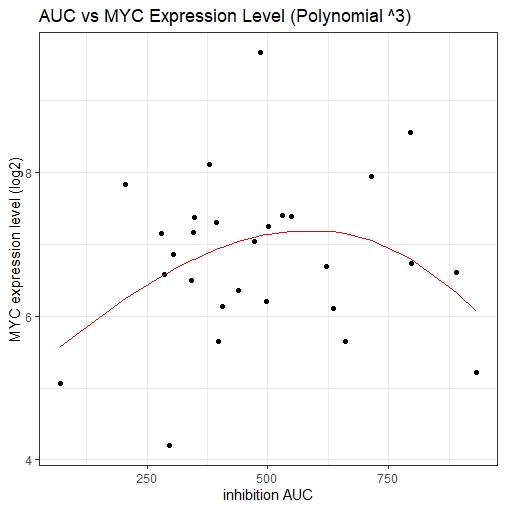 AUC vs MYC Expression Level (Polynomial ^3)
MYC expression level (log2)
8
6
4
250
500
750
inhibition AUC